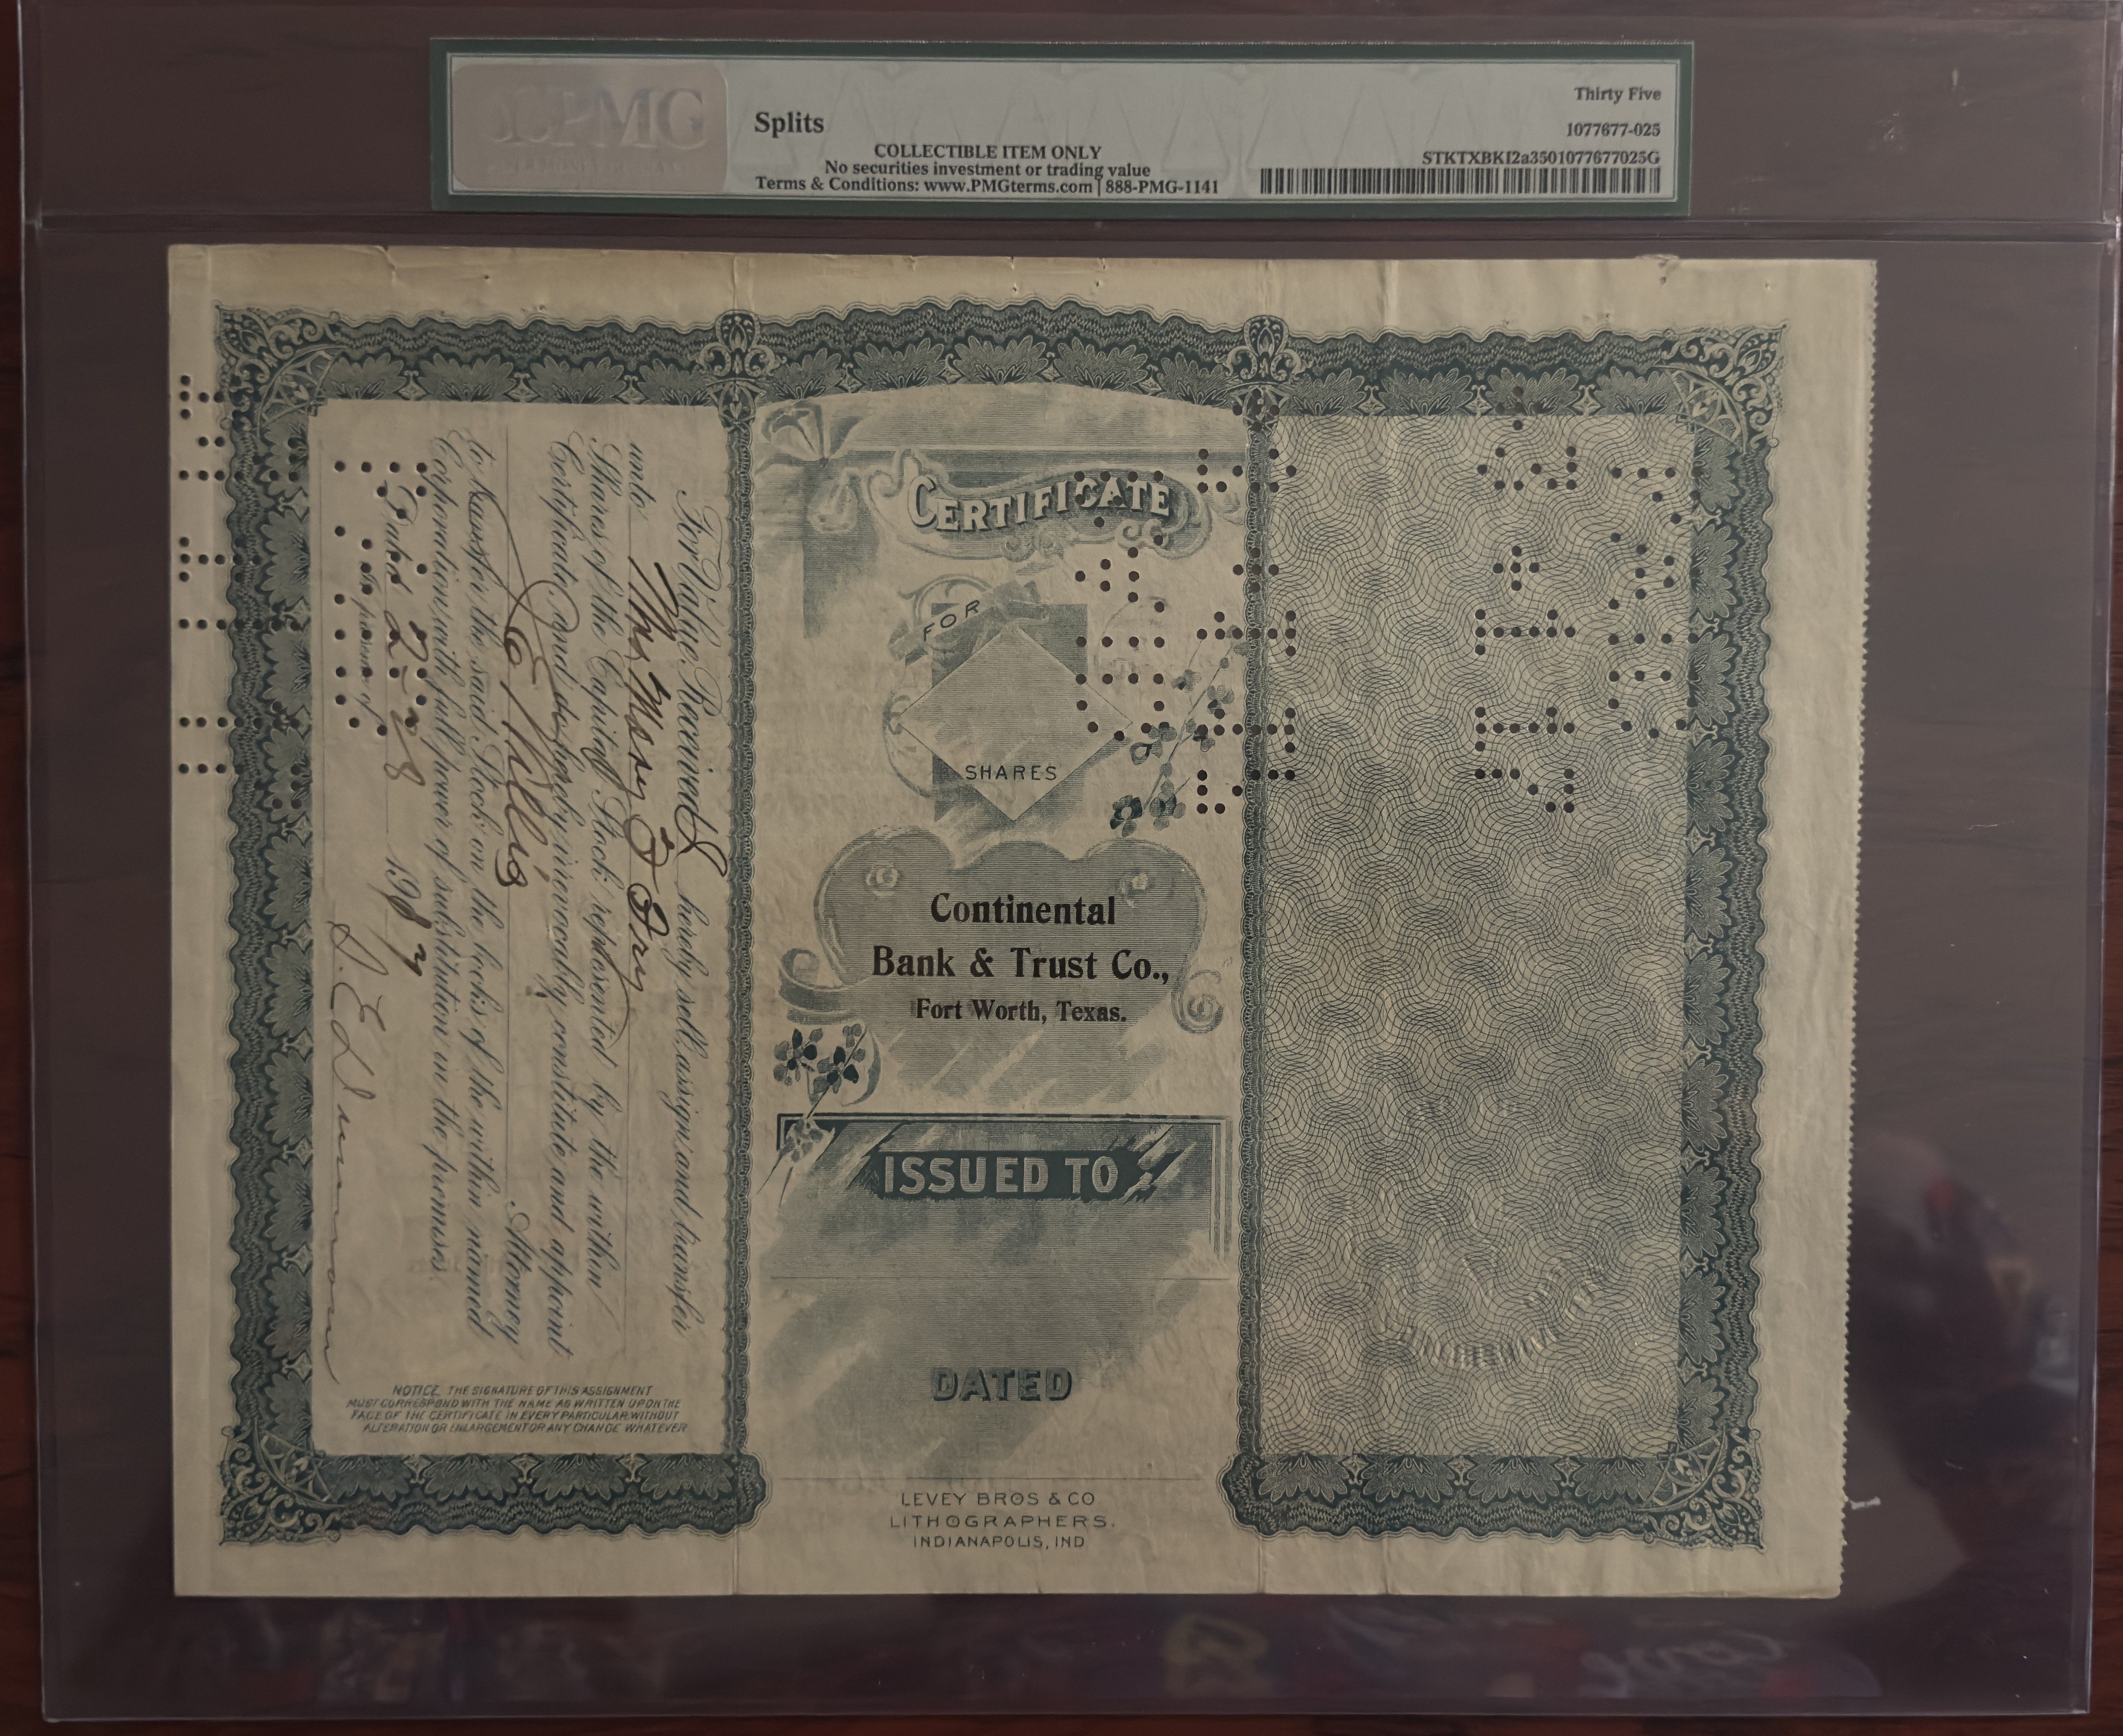 PMG
Splits
COLLECTIBLE ITEM ONLY
No securities investment or trading value
Terms & Conditions: www.PMGterms.com | 888-PMG-1141
Thirty Five
1077677-025
STKTXBKI2a3501077677025G
For Value Received hereby sell, assign and transfer
unto Mrs Mary
Shares of the Capital Stock represented by the within
Certificate, and do hereby irrevocably constitute and appoint
Willis Attorney
to transfer the said Stock on the books of the within named
Corporation, with full power of substitution in the premises.
Dated 2-28 190
In presence of
NOTICE. THE SIGNATURE OF THIS ASSIGNMENT
MUST CORRESPOND WITH THE NAME AS WRITTEN UPON THE
FACE OF THE CERTIFICATE IN EVERY PARTICULAR WITHOUT
ALTERATION OR ENLARGEMENT OR ANY CHANGE WHATEVER
CERTIFICATE
FOR
SHARES
Continental
Bank & Trust Co.,
Fort Worth, Texas.
ISSUED TO
DATED
LEVEY BROS & CO
LITHOGRAPHERS.
INDIANAPOLIS, IND